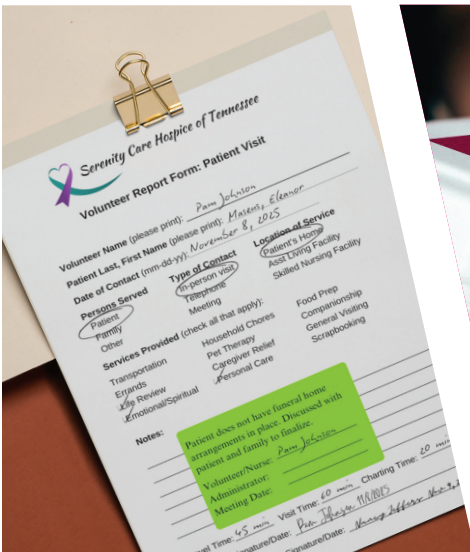 Serenity Care Hospice of Tennessee
Volunteer Report Form: Patient Visit
Volunteer Name (please print): Pam Johnson
Patient Last, First Name (please print): Masens, Eleanor
Date of Contact (mm-dd-yy): November 8, 2025
Persons Served Type of Contact Location of Service
Patient In-person visit Patient's Home
Family Telephone Asst Living Facility
Other Meeting Skilled Nursing Facility
Services Provided (check all that apply):
Transportation Household Chores Food Prep
Errands Pet Therapy Companionship
Life Review Caregiver Relief General Visiting
Emotional/Spiritual Personal Care Scrapbooking
Notes:
Patient does not have funeral home
arrangements in place. Discussed with
patient and family to finalize.
Volunteer/Nurse: Pam Johnson
Administrator:
Meeting Date:
Time: 45 min Visit Time: 60 min Charting Time: 20 min
Signature/Date: Pam Johnson 11/8/2025
Signature/Date: